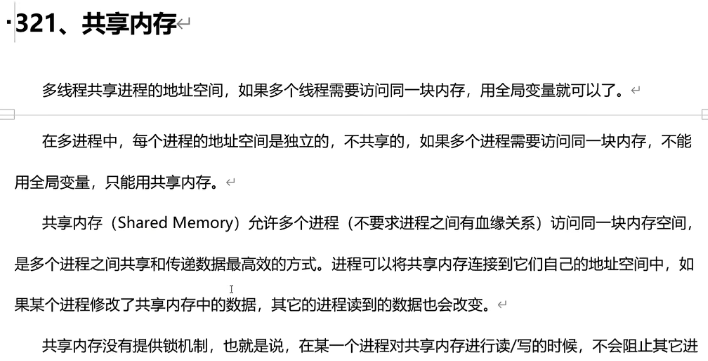 321、共享内存
多线程共享进程的地址空间，如果多个线程需要访问同一块内存，用全局变量就可以了。
在多进程中，每个进程的地址空间是独立的，不共享的，如果多个进程需要访问同一块内存，不能
用全局变量，只能用共享内存。
共享内存（Shared Memory）允许多个进程（不要求进程之间有血缘关系）访问同一块内存空间，
是多个进程之间共享和传递数据最高效的方式。进程可以将共享内存连接到它们自己的地址空间中，如
果某个进程修改了共享内存中的数据，其它的进程读到的数据也会改变。
共享内存没有提供锁机制，也就是说，在某一个进程对共享内存进行读/写的时候，不会阻止其它进